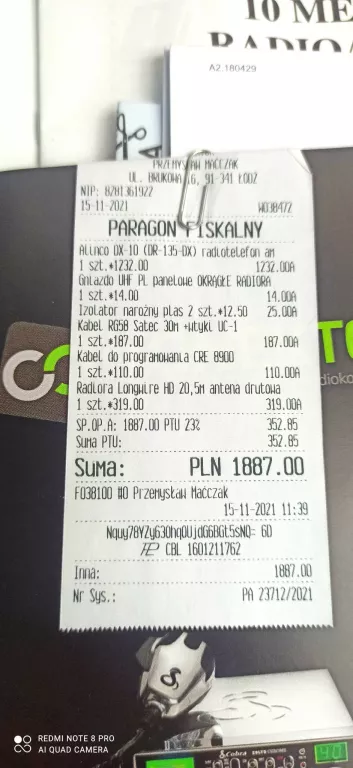 10 ME
RADIO
A2.180429
PRZEMYSŁAW MAĆCZAK
UL. BRUKOWA 16, 91-341 ŁÓDŹ
NIP: 8281361922
15-11-2021 W038472
PARAGON FISKALNY
Alinco DX-10 (DR-135-DX) radiotelefon am
1 szt.*1232.00 1232.00A
Gniazdo UHF PL panelowe OKRĄGŁE RADIORA
1 szt.*14.00 14.00A
Izolator narożny plas 2 szt.*12.50 25.00A
Kabel RG58 Satec 30m +wtyki UC-1
1 szt.*187.00 187.00A
Kabel do programowania CRE 8900
1 szt.*110.00 110.00A
Radiora Longwire HD 20,5m antena drutowa
1 szt.*319.00 319.00A
SP.OP.A: 1887.00 PTU 23% 352.85
Suma PTU: 352.85
Suma: PLN 1887.00
F038100 #0 Przemysław Maćczak
15-11-2021 11:39
CBL 1601211762
Inna: 1887.00
Nr Sys.: PA 23712/2021
Cobra
40
REDMI NOTE 8 PRO
AI QUAD CAMERA